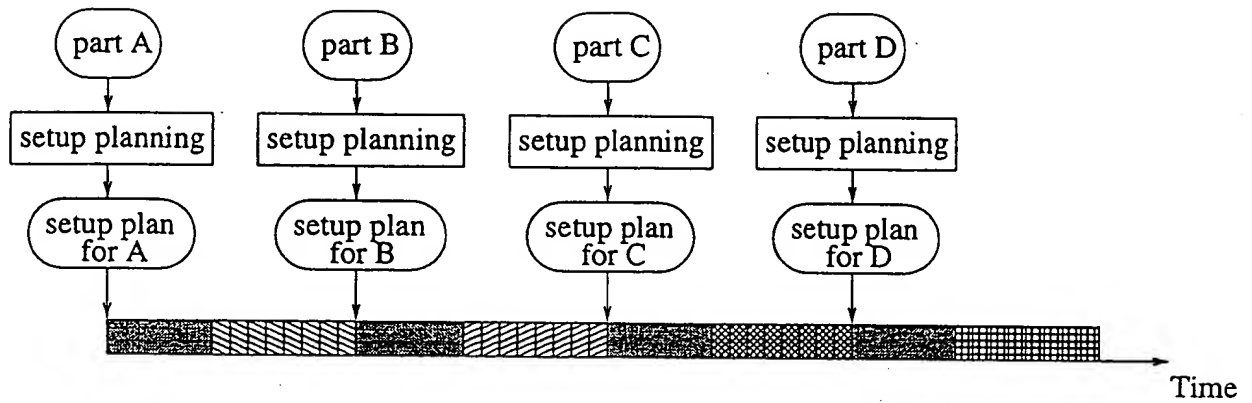 part A
part B
part C
part D
setup planning
setup planning
setup planning
setup planning
setup plan
for A
setup plan
for B
setup plan
for C
setup plan
for D
Time